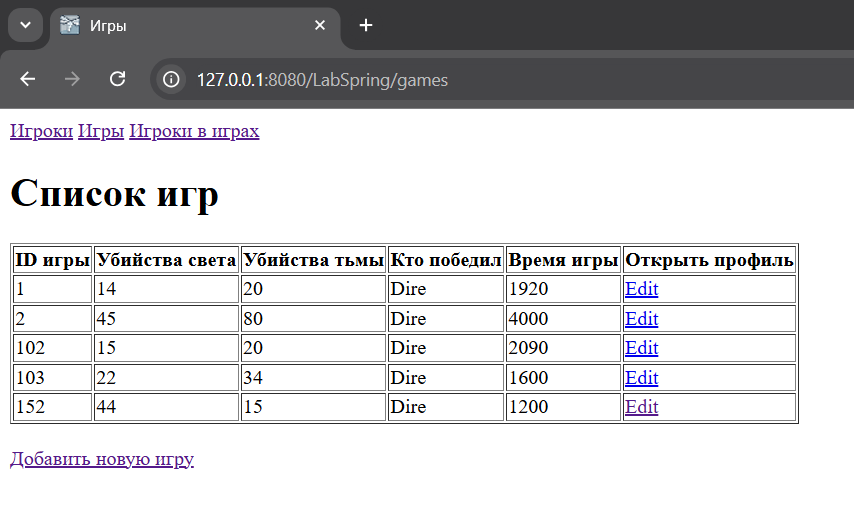 Игры
127.0.0.1:8080/LabSpring/games
Игроки Игры Игроки в играх
Список игр
ID игры Убийства света Убийства тьмы Кто победил Время игры Открыть профиль
1 14 20 Dire 1920 Edit
2 45 80 Dire 4000 Edit
102 15 20 Dire 2090 Edit
103 22 34 Dire 1600 Edit
152 44 15 Dire 1200 Edit
Добавить новую игру